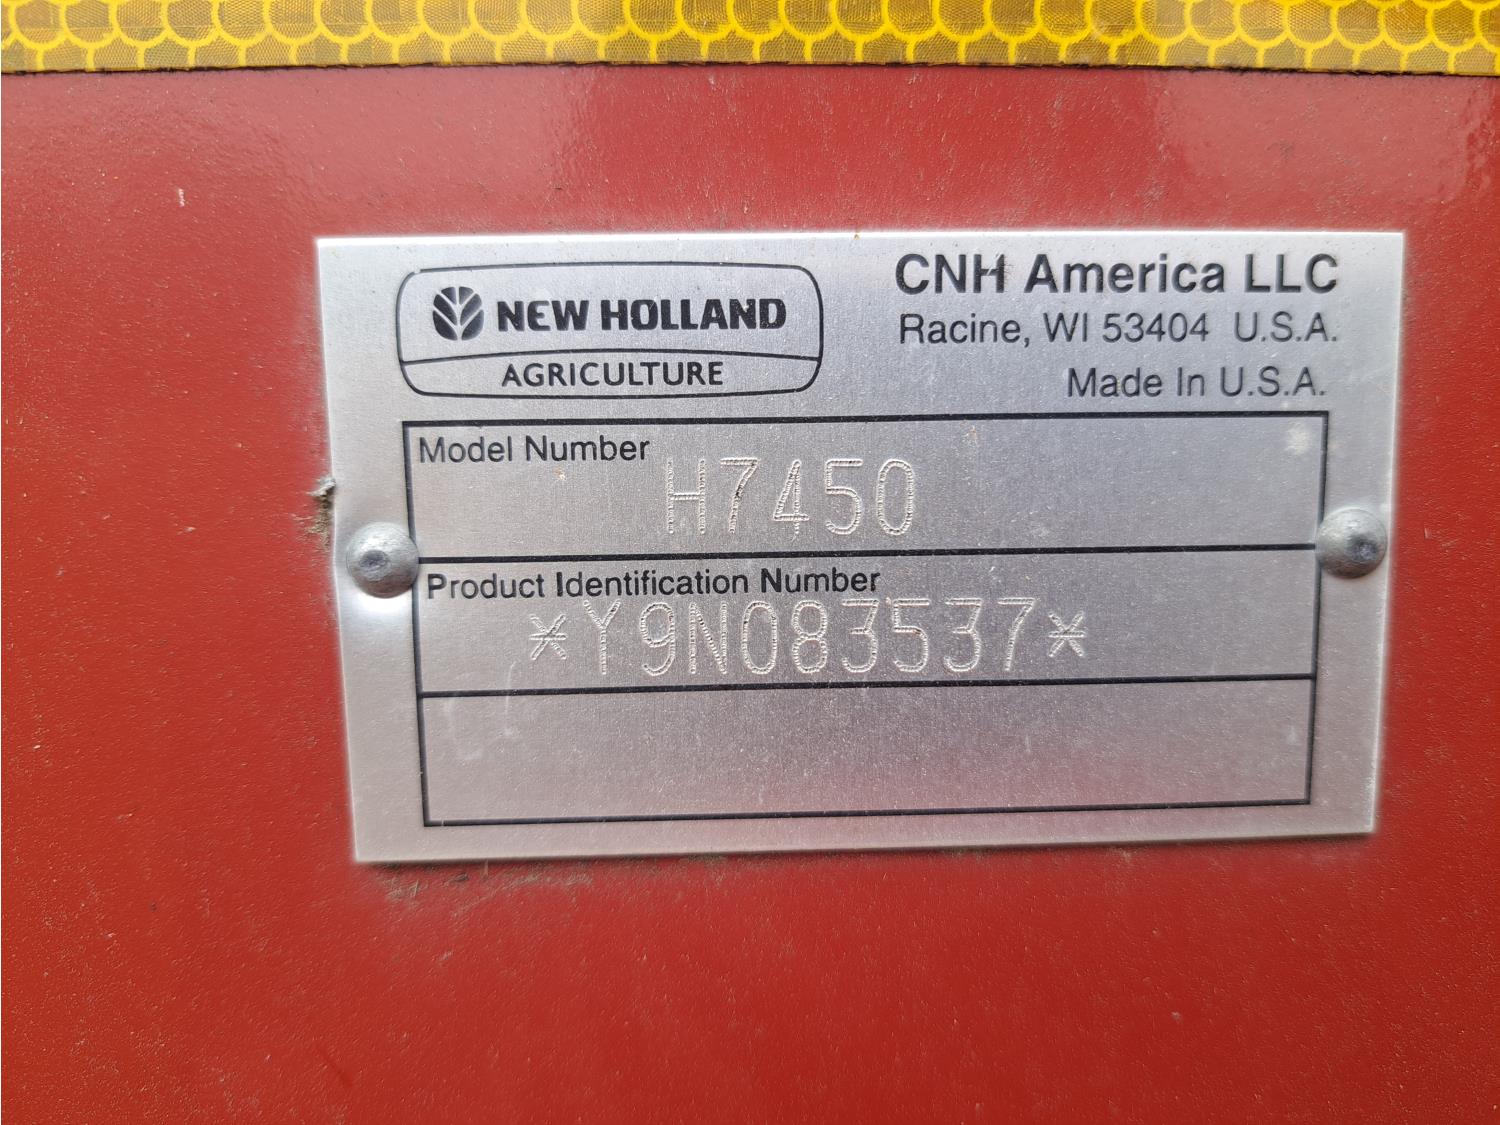 NEW HOLLAND
AGRICULTURE
CNH America LLC
Racine, WI 53404 U.S.A.
Made In U.S.A.
Model Number
H7450
Product Identification Number
*Y9N083537*